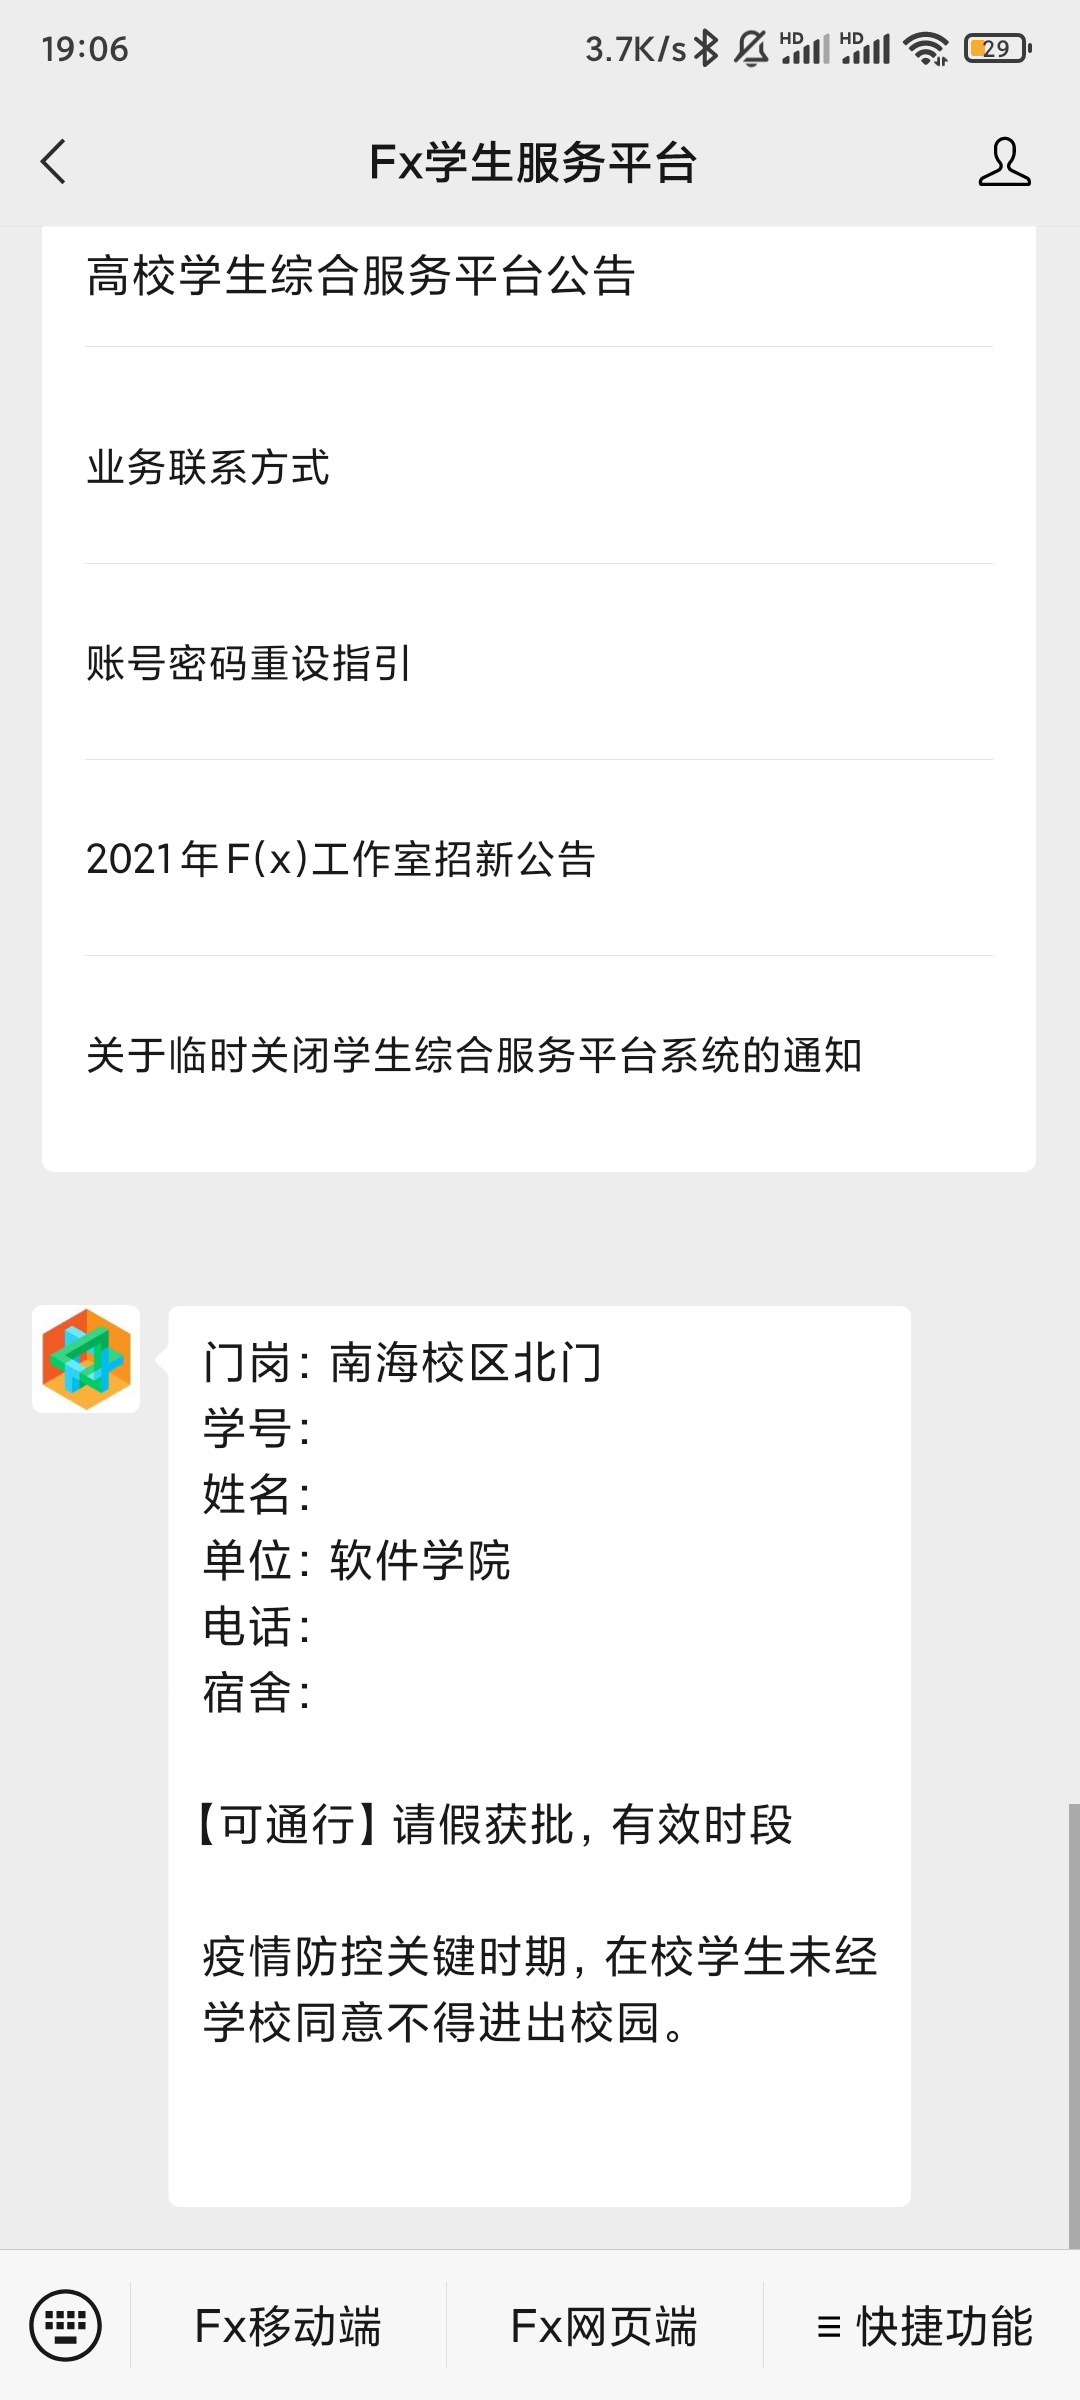 19:06
3.7K/s
HD
HD
29
Fx学生服务平台
高校学生综合服务平台公告
业务联系方式
账号密码重设指引
2021年F(x)工作室招新公告
关于临时关闭学生综合服务平台系统的通知
门岗：南海校区北门
学号：
姓名：
单位：软件学院
电话：
宿舍：
【可通行】请假获批，有效时段
疫情防控关键时期，在校学生未经
学校同意不得进出校园。
Fx移动端
Fx网页端
快捷功能